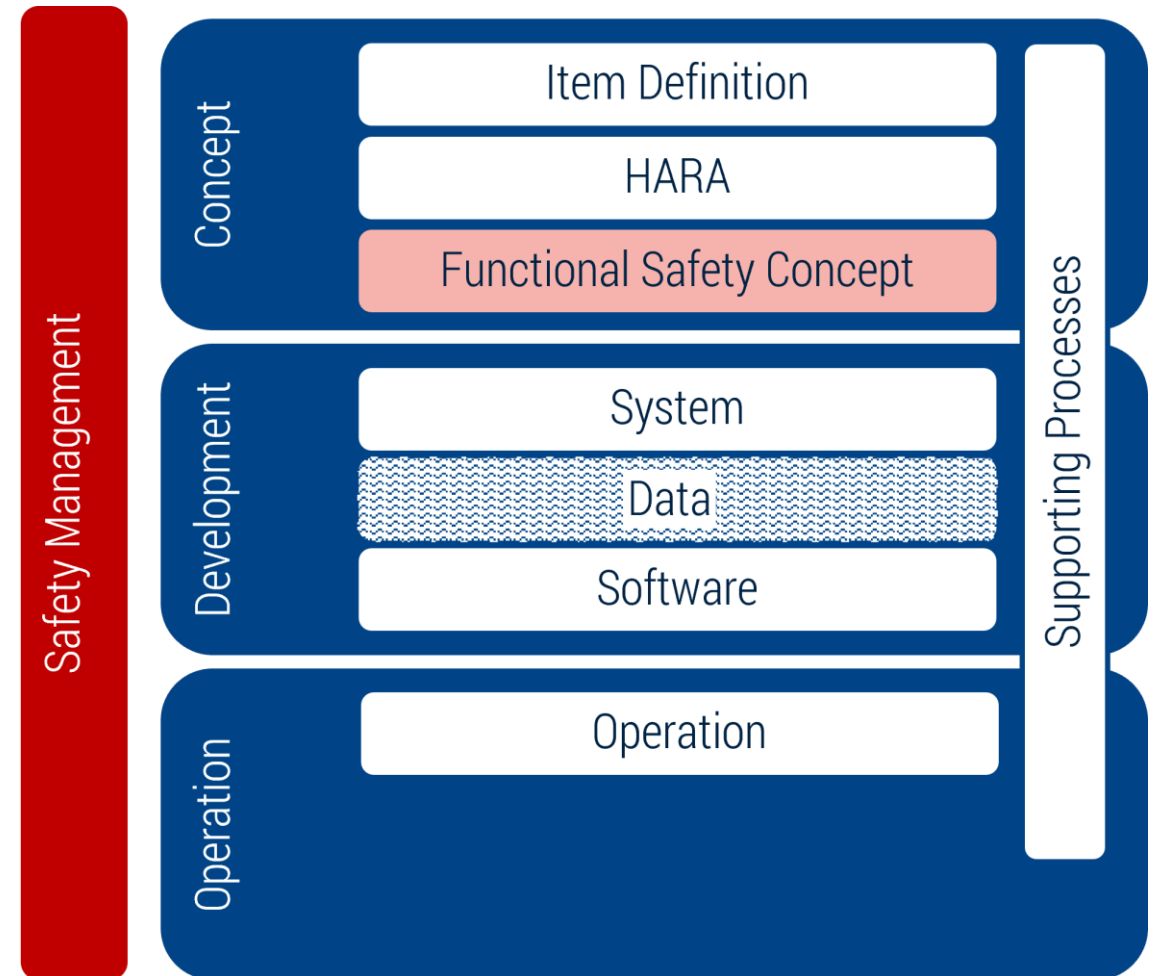 Safety Management
Concept
Item Definition
HARA
Functional Safety Concept
Development
System
Data
Software
Operation
Operation
Supporting Processes